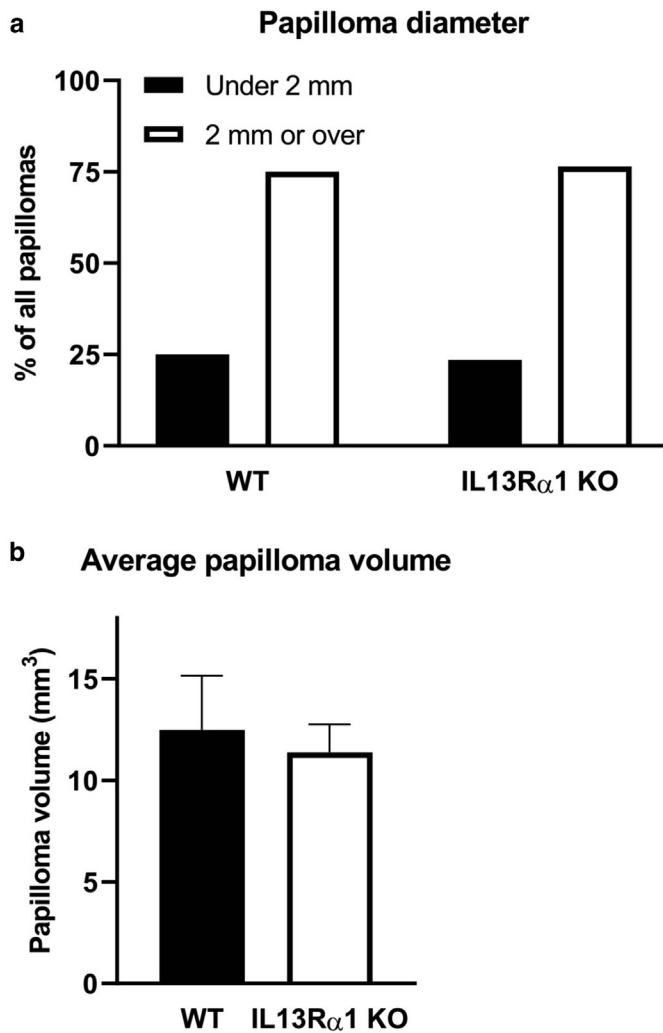 a
Papilloma diameter
% of all papillomas
100
75
50
25
0
Under 2 mm
2 mm or over
WT
IL13Rα1 KO
b
Average papilloma volume
Papilloma volume (mm³)
15
10
5
0
WT
IL13Rα1 KO